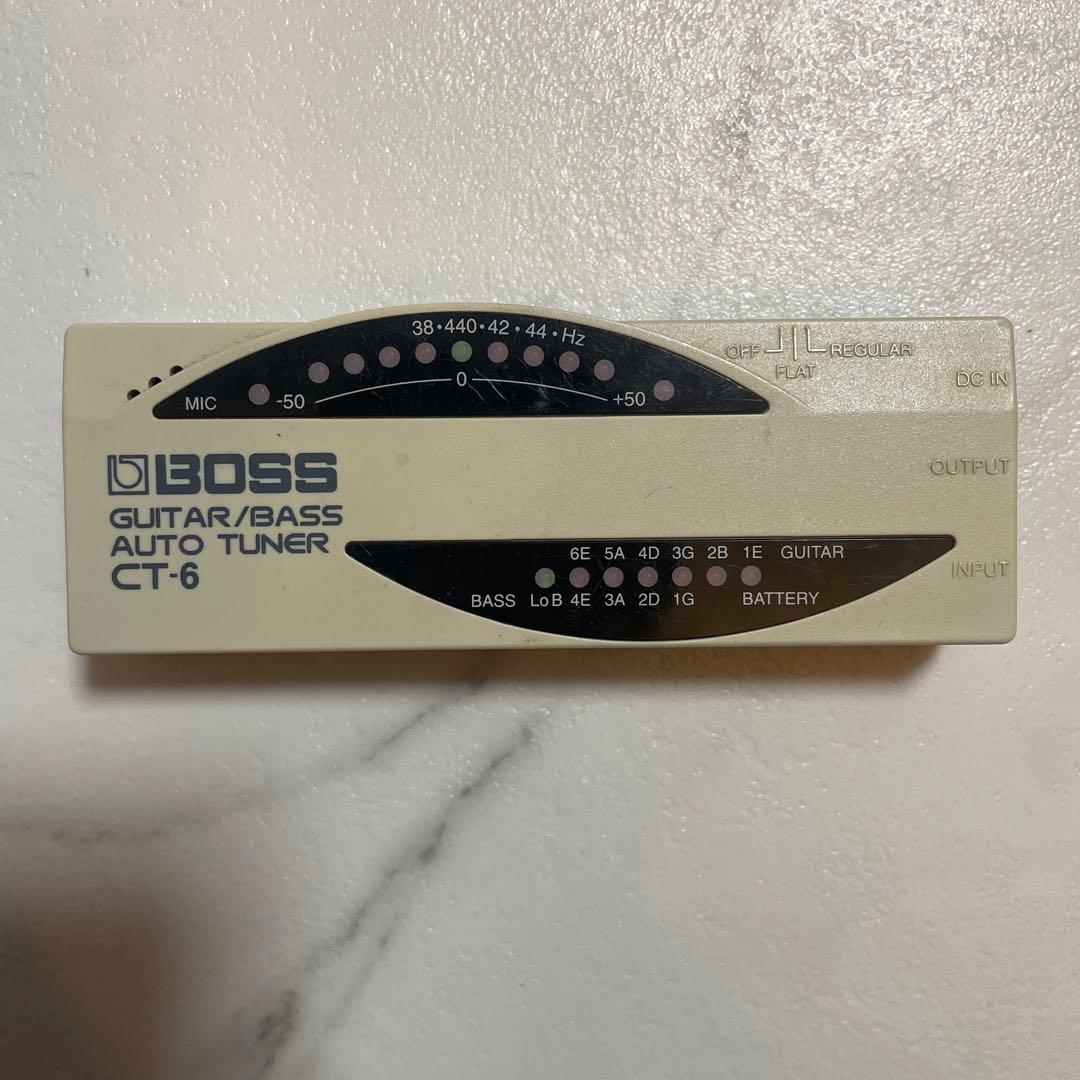 38•440•42•44•Hz
MIC -50 0 +50
OFF FLAT REGULAR
DC IN
BOSS
OUTPUT
GUITAR/BASS
AUTO TUNER
CT-6
6E 5A 4D 3G 2B 1E GUITAR
INPUT
BASS LoB 4E 3A 2D 1G BATTERY